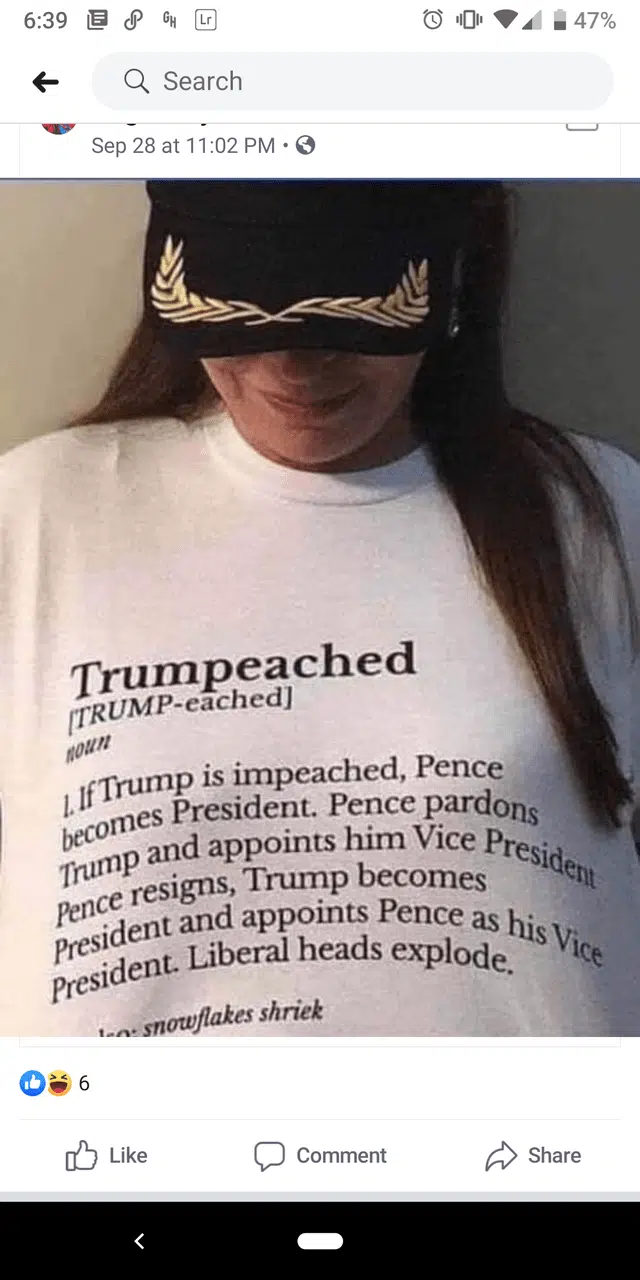 6:39
GH
Lr
47%
Search
Sep 28 at 11:02 PM •
Trumpeached
[TRUMP-eached]
noun
1. If Trump is impeached, Pence
becomes President. Pence pardons
Trump and appoints him Vice President
Pence resigns, Trump becomes
President and appoints Pence as his Vice
President. Liberal heads explode.
snowflakes shriek
6
Like
Comment
Share